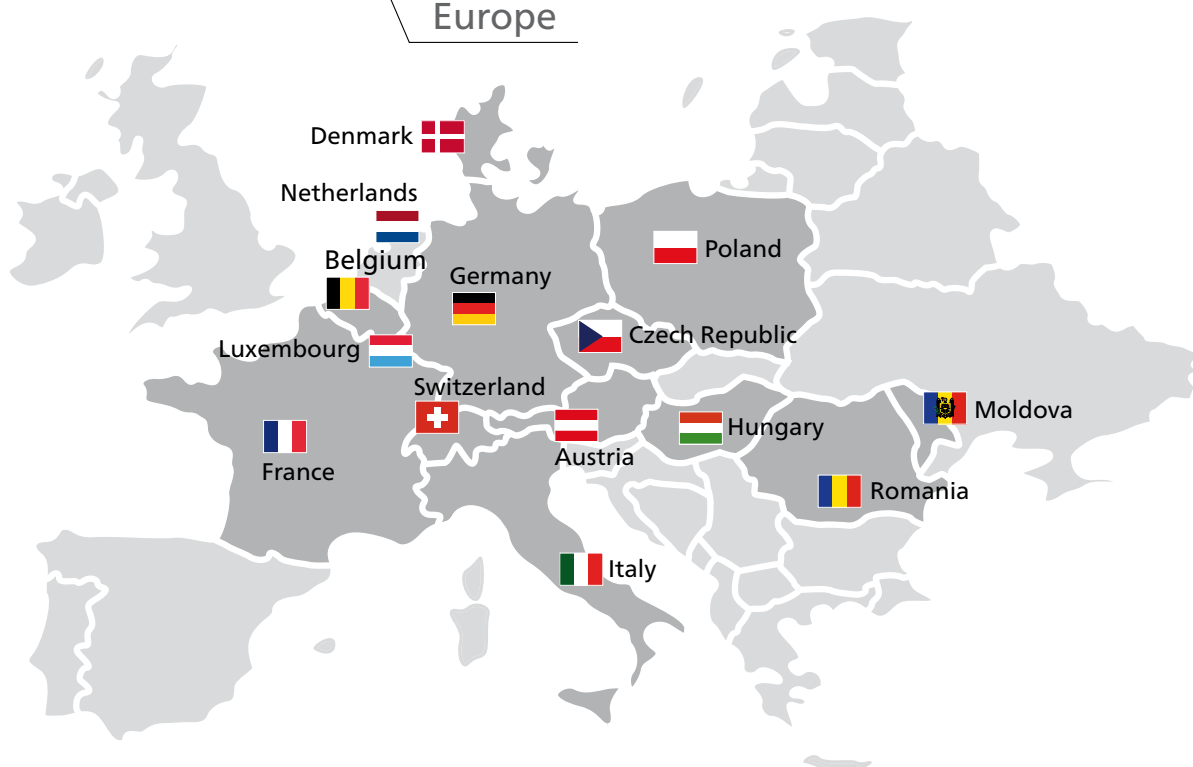 Europe
Denmark
Netherlands
Belgium
Germany
Poland
Czech Republic
Luxembourg
Switzerland
Moldova
Hungary
Austria
France
Romania
Italy